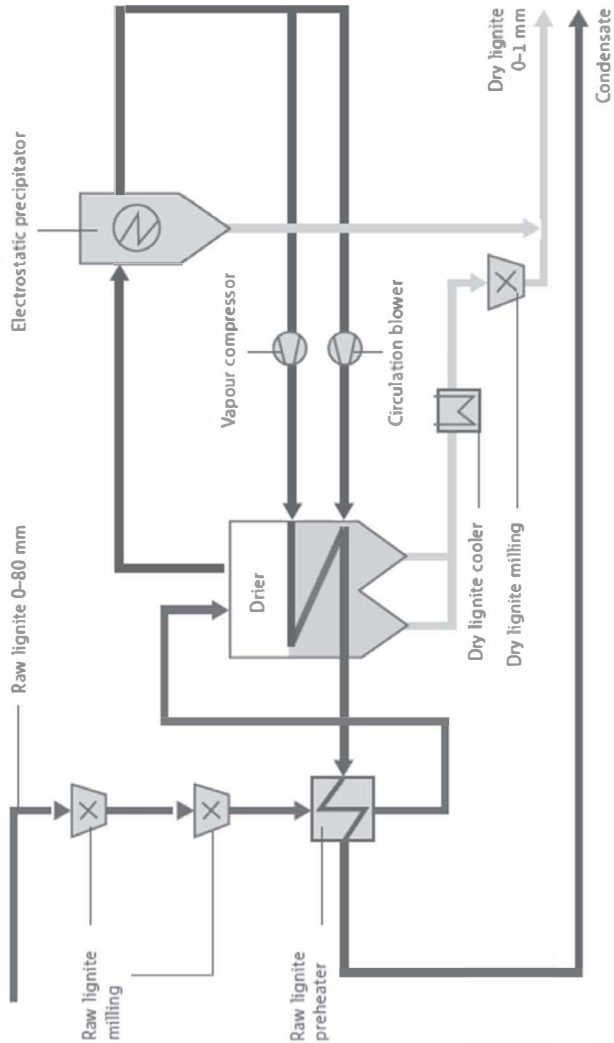 Raw lignite 0–80 mm
Electrostatic precipitator
Raw lignite
milling
Drier
Vapour compressor
Circulation blower
Raw lignite
preheater
Dry lignite cooler
Dry lignite milling
Dry lignite
0–1 mm
Condensate